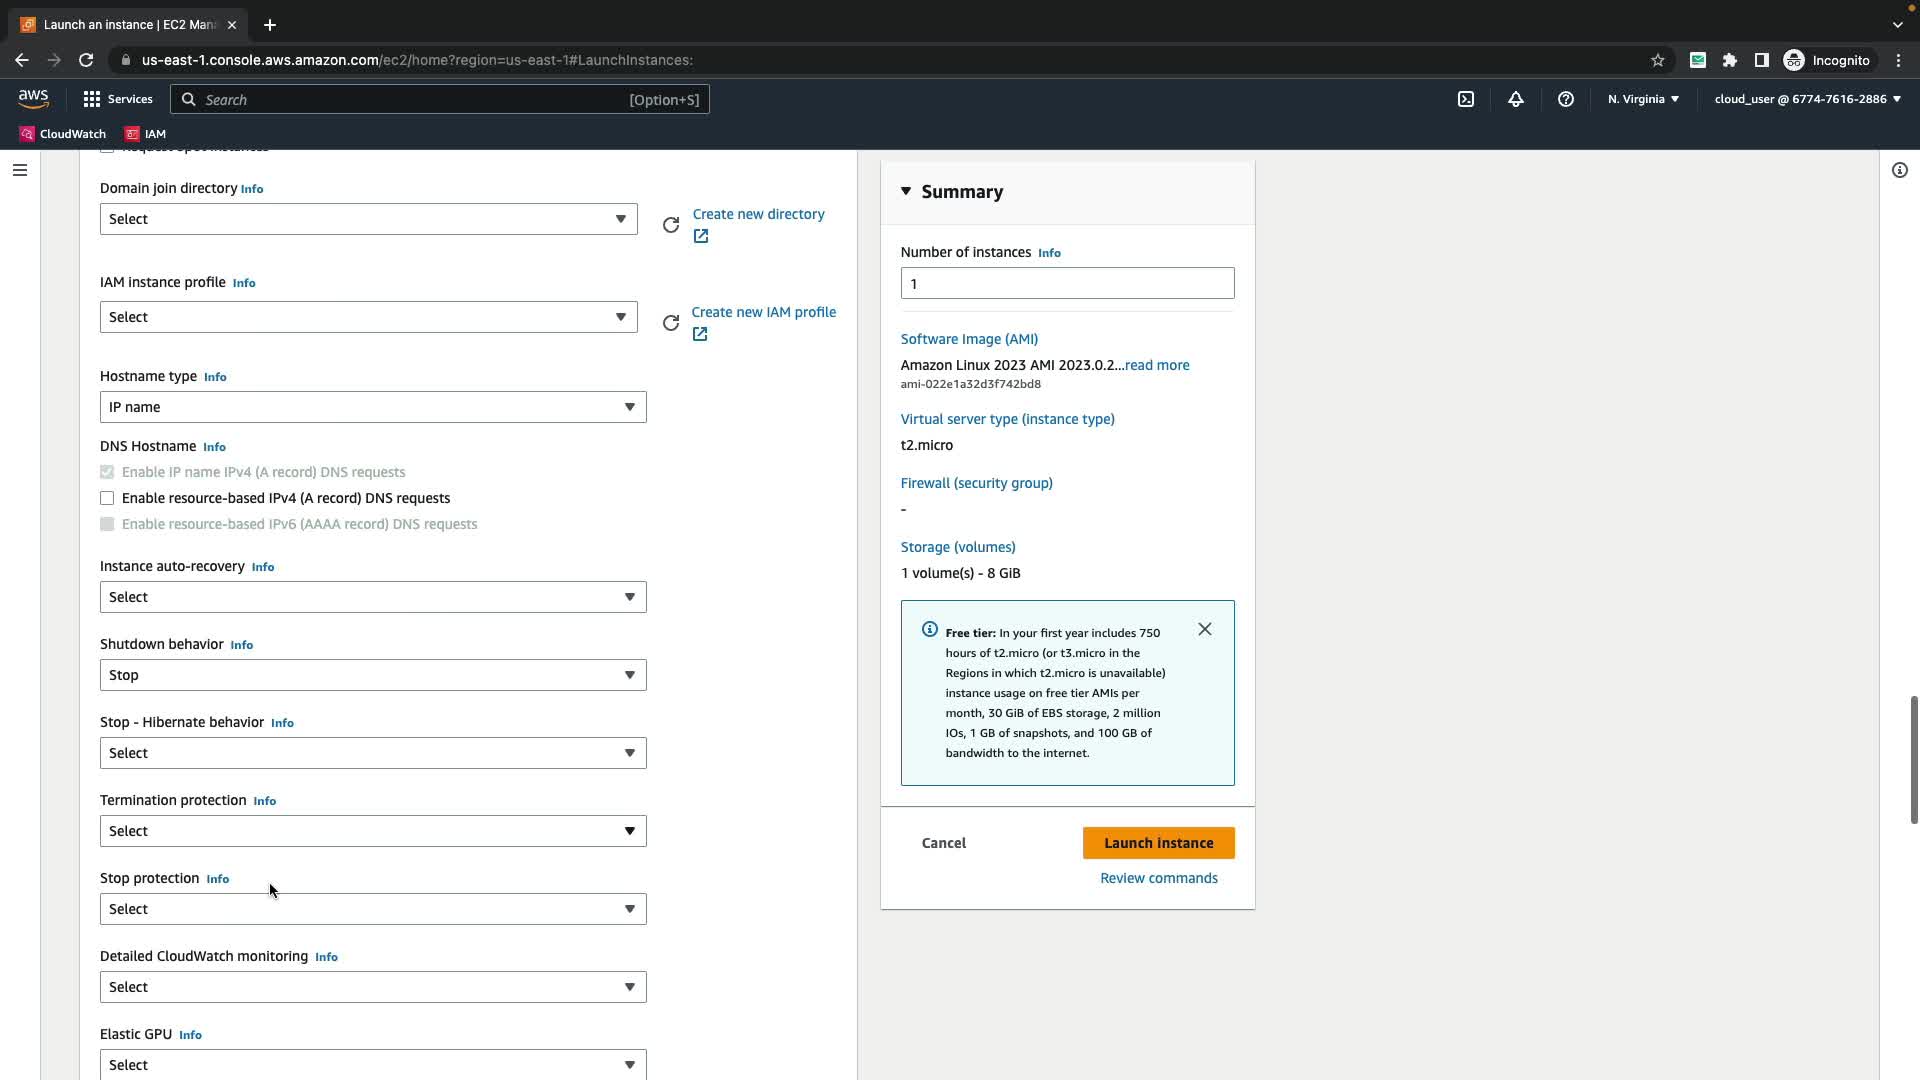 Launch an instance | EC2 Man
us-east-1.console.aws.amazon.com/ec2/home?region=us-east-1#LaunchInstances:
Incognito
aws
Services
Search
[Option+S]
N. Virginia
cloud_user @ 6774-7616-2886
CloudWatch
IAM
Domain join directory Info
Select
Create new directory
IAM instance profile Info
Select
Create new IAM profile
Hostname type Info
IP name
DNS Hostname Info
Enable IP name IPv4 (A record) DNS requests
Enable resource-based IPv4 (A record) DNS requests
Enable resource-based IPv6 (AAAA record) DNS requests
Instance auto-recovery Info
Select
Shutdown behavior Info
Stop
Stop - Hibernate behavior Info
Select
Termination protection Info
Select
Stop protection Info
Select
Detailed CloudWatch monitoring Info
Select
Elastic GPU Info
Select
Summary
Number of instances Info
1
Software Image (AMI)
Amazon Linux 2023 AMI 2023.0.2...read more
ami-022e1a32d3f742bd8
Virtual server type (instance type)
t2.micro
Firewall (security group)
-
Storage (volumes)
1 volume(s) - 8 GiB
Free tier: In your first year includes 750
hours of t2.micro (or t3.micro in the
Regions in which t2.micro is unavailable)
instance usage on free tier AMIs per
month, 30 GiB of EBS storage, 2 million
IOs, 1 GB of snapshots, and 100 GB of
bandwidth to the internet.
Cancel
Launch instance
Review commands